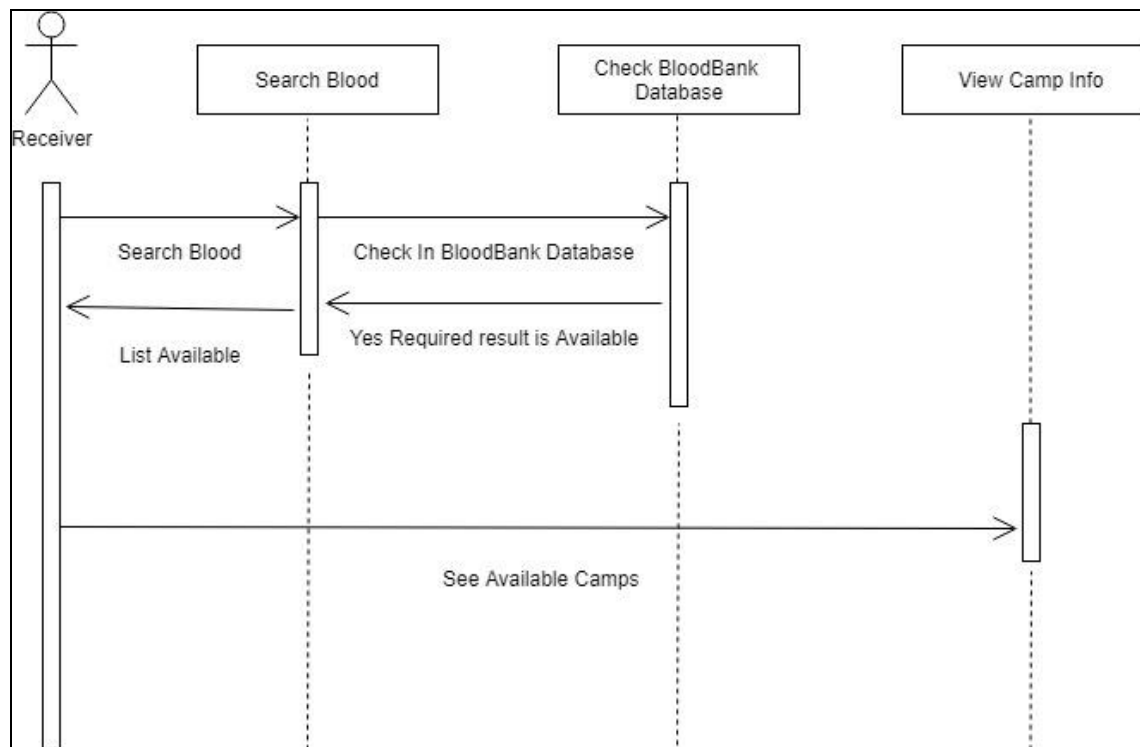 Receiver
Search Blood
Check BloodBank
Database
View Camp Info
Search Blood
Check In BloodBank Database
List Available
Yes Required result is Available
See Available Camps